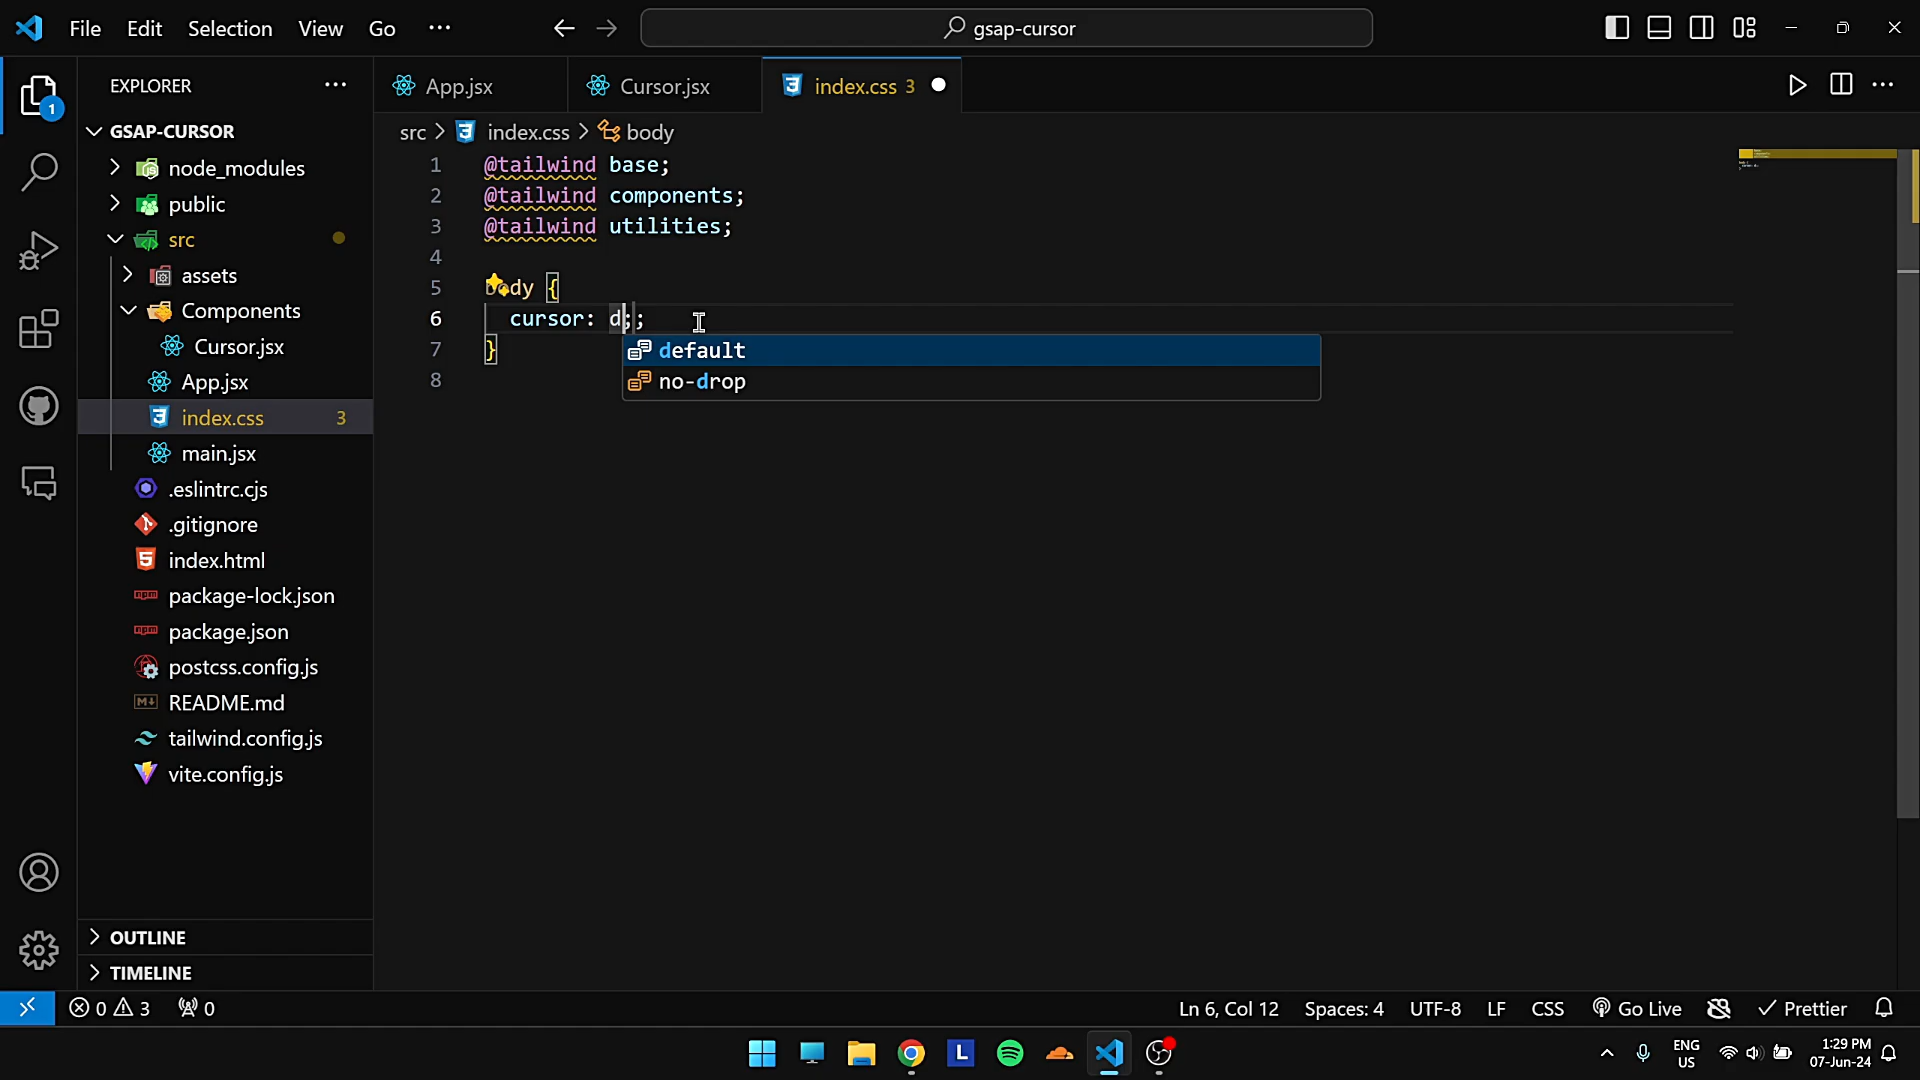 File Edit View Go Selection ··· gsap-cursor
EXPLORER ···
GSAP-CURSOR
node_modules
public
src
assets
Components
Cursor.jsx
App.jsx
index.css 3
main.jsx
.eslintrc.cjs
.gitignore
index.html
package-lock.json
package.json
postcss.config.js
README.md
tailwind.config.js
vite.config.js
OUTLINE
TIMELINE
1
App.jsx Cursor.jsx index.css 3
src > index.css > body
1 @tailwind base;
2 @tailwind components;
3 @tailwind utilities;
4
5 body {
6 cursor: d;;
7 }
8
default
no-drop
0 3 0 Ln 6, Col 12 Spaces: 4 UTF-8 LF CSS Go Live Prettier
L ENG 1:29 PM
US 07-Jun-24